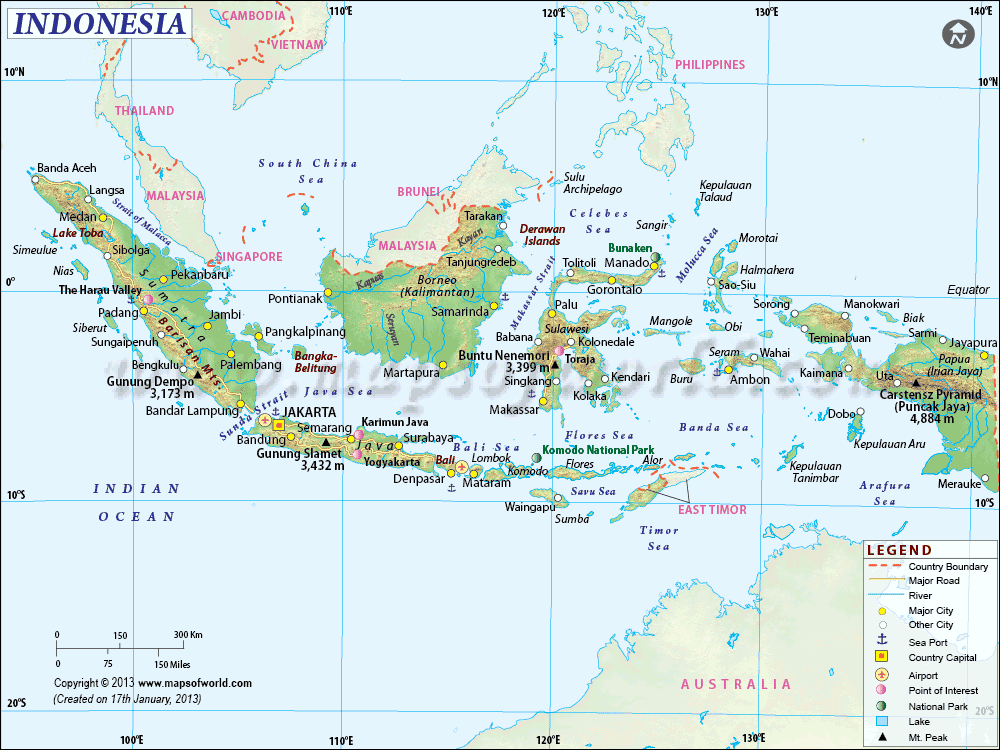 INDONESIA
110°E
120°E
130°E
140°E
N
CAMBODIA
VIETNAM
PHILIPPINES
10°N
10°N
THAILAND
South China
Sea
Banda Aceh
Langsa
MALAYSIA
BRUNEI
Sulu
Archipelago
Kepulauan
Talaud
Medan
Strait of Malacca
Tarakan
Celebes
Sea
Sangir
Lake Toba
Derawan
Islands
Kayan
Bunaken
Molucca Sea
Morotai
Simeulue
Sibolga
SINGAPORE
MALAYSIA
Tanjungredeb
Tolitoli
Manado
Halmahera
Nias
Pekanbaru
Kapuas
Borneo
(Kalimantan)
Makassar Strait
Gorontalo
Sao-Siu
0°
Equator
The Harau Valley
Sumatra
Pontianak
Samarinda
Palu
Sorong
Manokwari
Padang
Jambi
Seruyan
Sulawesi
Mangole
Obi
Biak
Siberut
Sungaipenuh
Barisan Mts.
Pangkalpinang
Babana
Kolonedale
Teminabuan
Sarmi
Jayapura
Bengkulu
Palembang
Bangka-
Belitung
Martapura
Buntu Nenemori
3,399 m
Toraja
Seram
Wahai
Kaimana
Papua
(Irian Jaya)
www.mapsofworld.com
Gunung Dempo
3,173 m
Java Sea
Singkang
Kendari
Buru
Ambon
Uta
Carstensz Pyramid
(Puncak Jaya)
4,884 m
Bandar Lampung
Sunda Strait
JAKARTA
Makassar
Kolaka
Dobo
Semarang
Karimun Java
Bandung
Java
Surabaya
Bali Sea
Flores Sea
Banda Sea
Kepulauan Aru
Gunung Slamet
3,432 m
Yogyakarta
Bali
Lombok
Komodo National Park
Komodo
Flores
Alor
Kepulauan
Tanimbar
Denpasar
Mataram
Savu Sea
Arafura
Sea
Merauke
INDIAN
OCEAN
10°S
10°S
Waingapu
Sumba
EAST TIMOR
Timor
Sea
LEGEND
Country Boundary
Major Road
River
Major City
Other City
Sea Port
Country Capital
Airport
Point of Interest
National Park
Lake
Mt. Peak
0 150 300 Km
0 75 150 Miles
Copyright © 2013 www.mapsofworld.com
(Created on 17th January, 2013)
AUSTRALIA
20°S
20°S
100°E
110°E
120°E
130°E